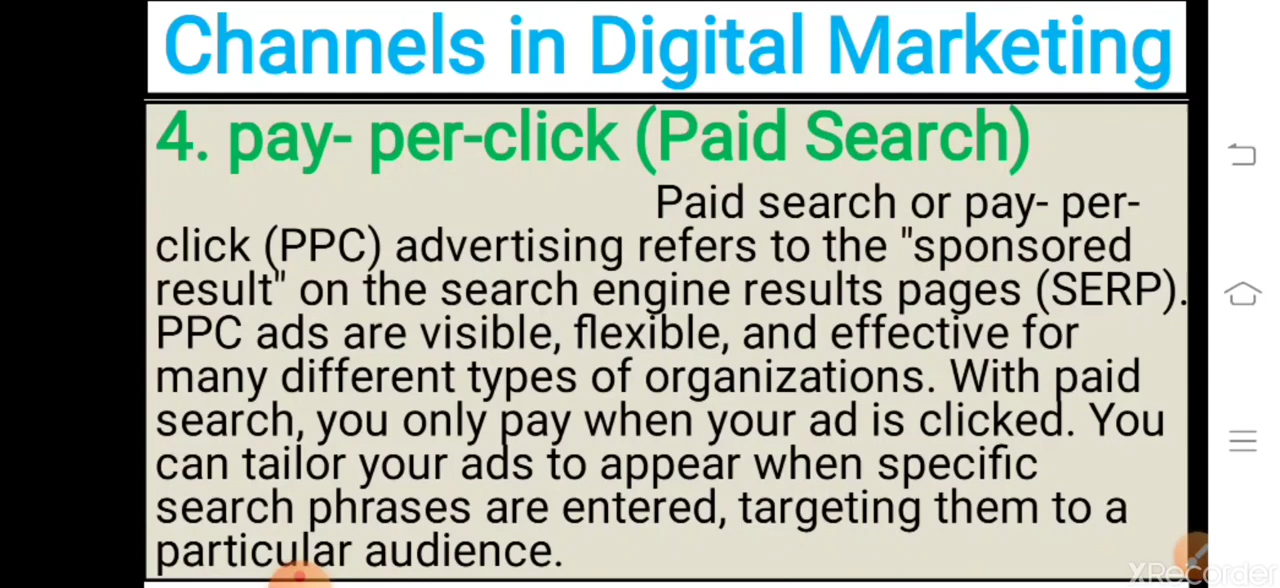 Channels in Digital Marketing
4. pay- per-click (Paid Search)
Paid search or pay- per-
click (PPC) advertising refers to the "sponsored
result" on the search engine results pages (SERP).
PPC ads are visible, flexible, and effective for
many different types of organizations. With paid
search, you only pay when your ad is clicked. You
can tailor your ads to appear when specific
search phrases are entered, targeting them to a
particular audience.
XRecorder